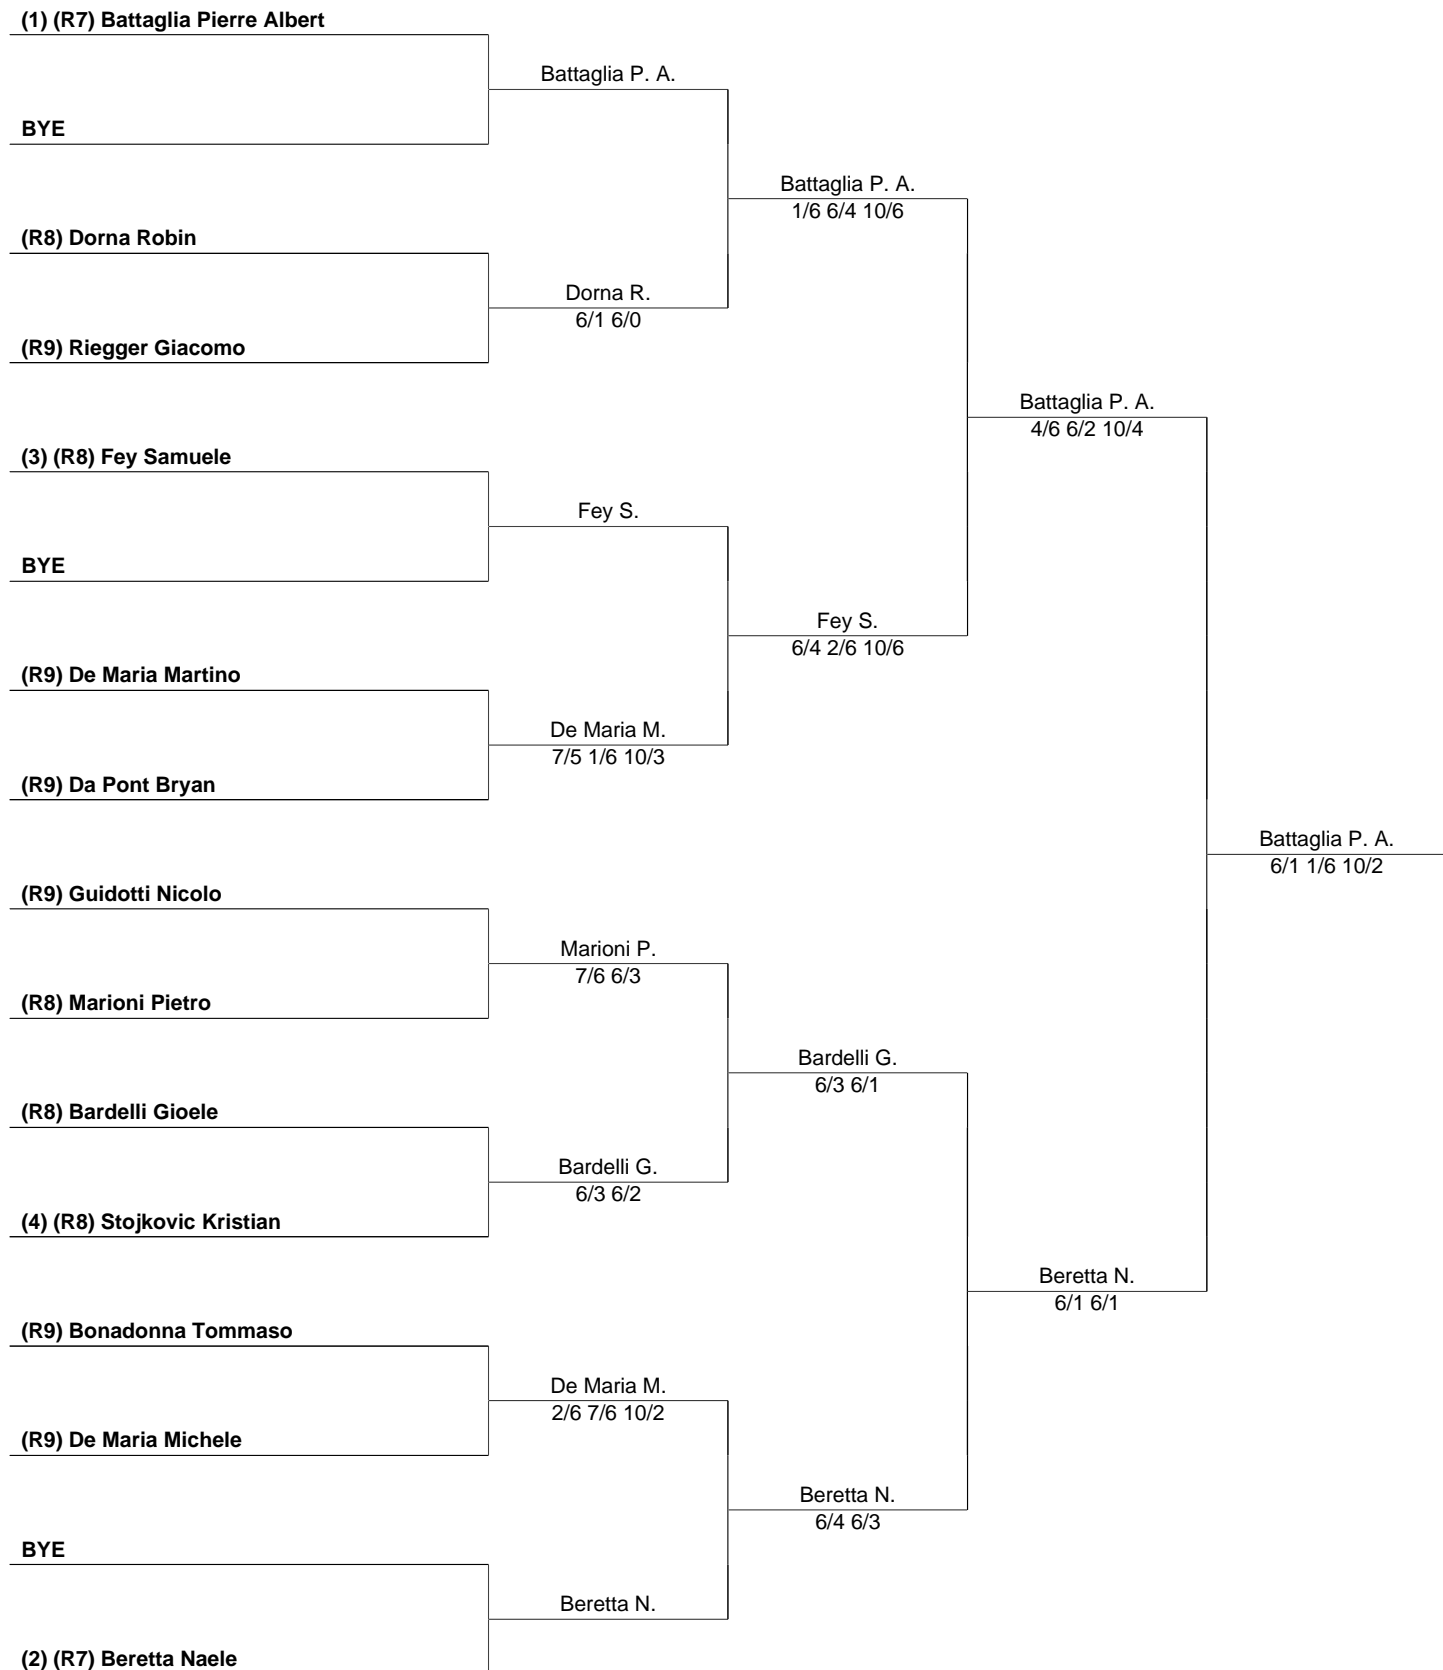 (1) (R7) Battaglia Pierre Albert
Battaglia P. A.
BYE
Battaglia P. A.
1/6 6/4 10/6
(R8) Dorna Robin
Dorna R.
6/1 6/0
(R9) Riegger Giacomo
Battaglia P. A.
4/6 6/2 10/4
(3) (R8) Fey Samuele
Fey S.
BYE
Fey S.
6/4 2/6 10/6
(R9) De Maria Martino
De Maria M.
7/5 1/6 10/3
(R9) Da Pont Bryan
Battaglia P. A.
6/1 1/6 10/2
(R9) Guidotti Nicolo
Marioni P.
7/6 6/3
(R8) Marioni Pietro
Bardelli G.
6/3 6/1
(R8) Bardelli Gioele
Bardelli G.
6/3 6/2
(4) (R8) Stojkovic Kristian
Beretta N.
6/1 6/1
(R9) Bonadonna Tommaso
De Maria M.
2/6 7/6 10/2
(R9) De Maria Michele
Beretta N.
6/4 6/3
BYE
Beretta N.
(2) (R7) Beretta Naele